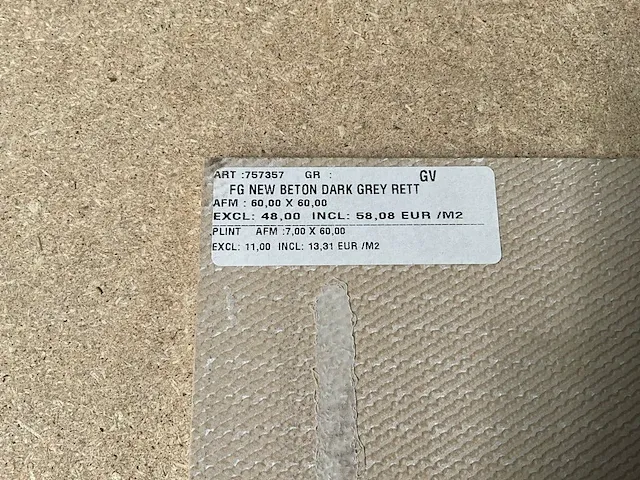 ART :757357 GR : GV
FG NEW BETON DARK GREY RETT
AFM : 60,00 X 60,00
EXCL: 48,00 INCL: 58,08 EUR /M2
PLINT AFM :7,00 X 60,00
EXCL: 11,00 INCL: 13,31 EUR /M2